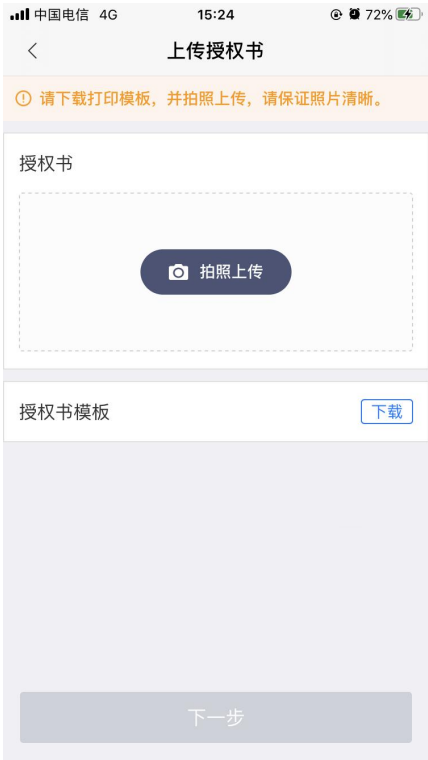 中国电信 4G 15:24 72%
上传授权书
请下载打印模板，并拍照上传，请保证照片清晰。
授权书
拍照上传
授权书模板 下载
下一步